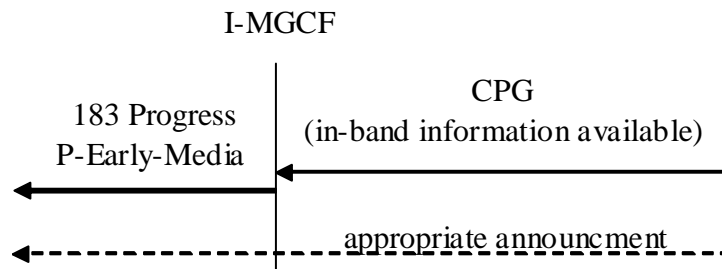 I-MGCF
183 Progress
P-Early-Media
CPG
(in-band information available)
appropriate announcment